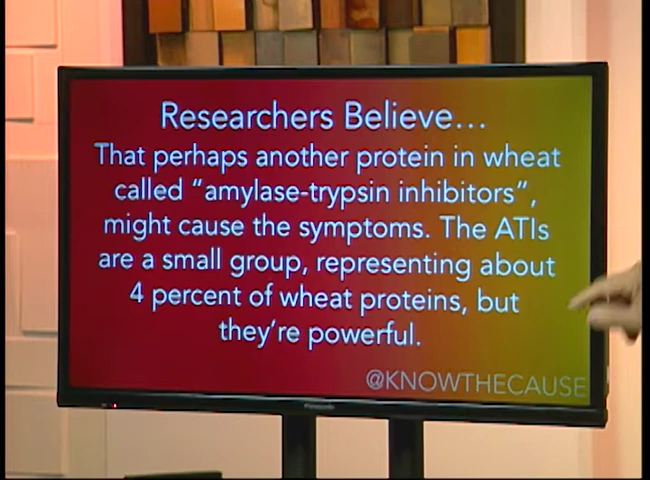 Researchers Believe...
That perhaps another protein in wheat
called "amylase-trypsin inhibitors",
might cause the symptoms. The ATIs
are a small group, representing about
4 percent of wheat proteins, but
they're powerful.
@KNOWTHECAUSE
Panasonic